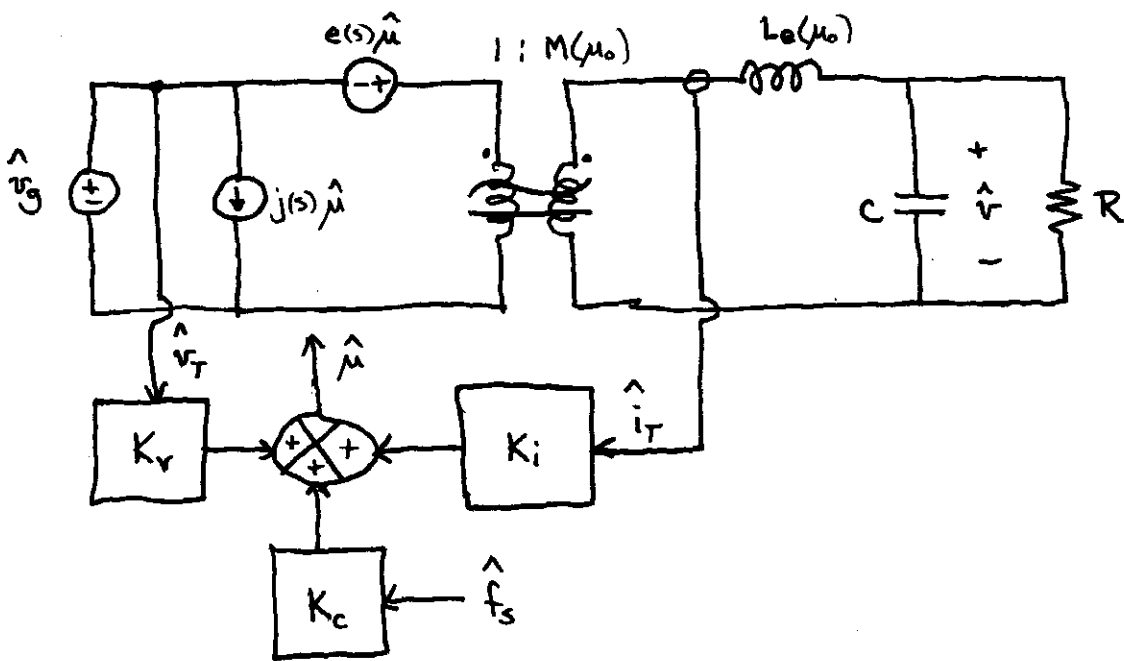 e(s)μ̂
1 : M(μ₀)
Lₑ(μ₀)
- +
v̂g
+
-
j(s)μ̂
C
+
v̂
-
R
v̂T
μ̂
îT
Kv
+ +
+
Ki
Kc
f̂s